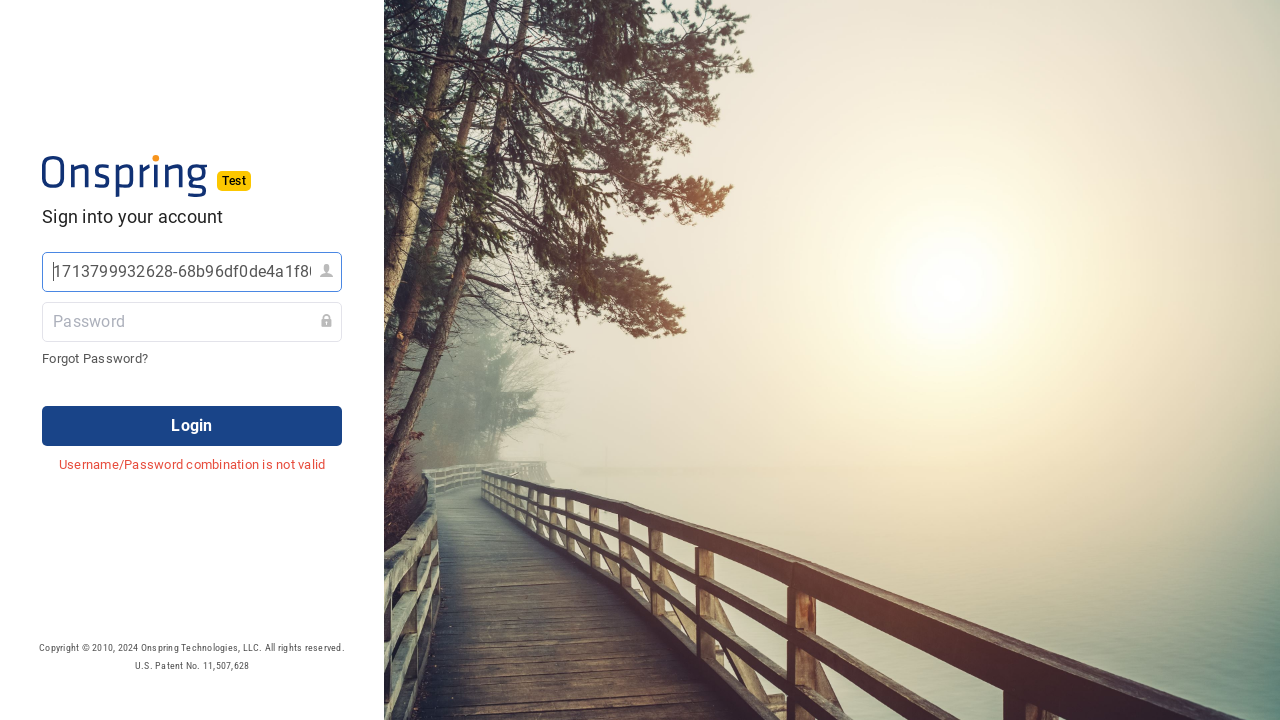 Onspring Test
Sign into your account
1713799932628-68b96df0de4a1f8
Password
Forgot Password?
Login
Username/Password combination is not valid
Copyright © 2010, 2024 Onspring Technologies, LLC. All rights reserved.
U.S. Patent No. 11,507,628